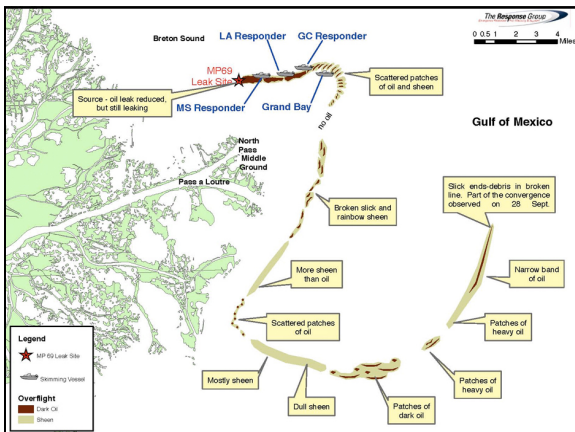 The Response Group
0 0.5 1 2 3 4
Miles
Breton Sound
LA Responder
GC Responder
MP69
Leak Site
MS Responder
Grand Bay
Source - oil leak reduced,
but still leaking
Scattered patches
of oil and sheen
no oil
Gulf of Mexico
North
Pass
Middle
Ground
Pass a Loutre
Slick ends-debris in broken
line. Part of the convergence
observed on 28 Sept.
Broken slick and
rainbow sheen
More sheen
than oil
Narrow band
of oil
Scattered patches
of oil
Patches of
heavy oil
Patches of
heavy oil
Mostly sheen
Dull sheen
Patches of
dark oil
Legend
MP 69 Leak Site
Skimming Vessel
Overflight
Dark Oil
Sheen